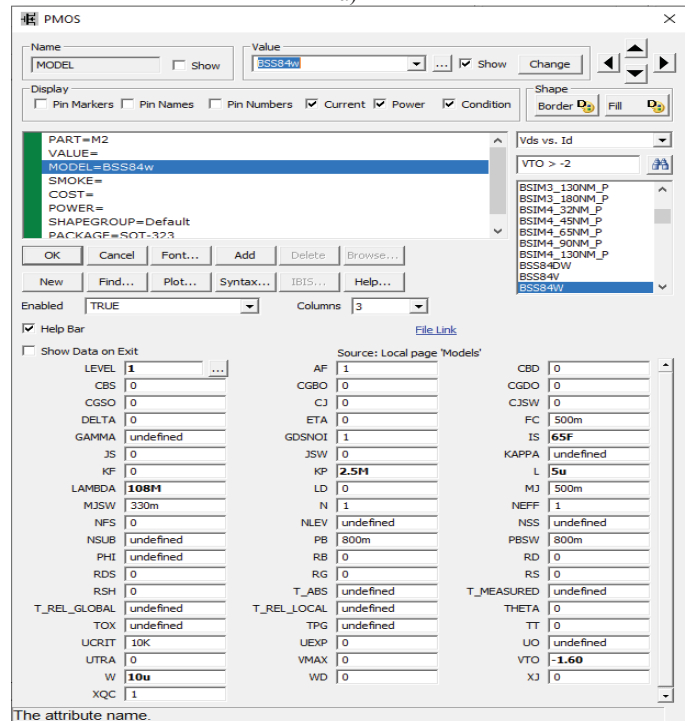 a)
PMOS
Name
Value
MODEL Show BSS84w ... Show Change
Display
Shape
Pin Markers Pin Names Pin Numbers Current Power Condition Border Fill
PART=M2
VALUE=
MODEL=BSS84w
SMOKE=
COST=
POWER=
SHAPEGROUP=Default
PACKAGE=SOT-323
Vds vs. Id
VTO > -2
BSIM3_130NM_P
BSIM3_180NM_P
BSIM4_32NM_P
BSIM4_45NM_P
BSIM4_65NM_P
BSIM4_90NM_P
BSIM4_130NM_P
BSS84DW
BSS84V
BSS84W
OK Cancel Font... Add Delete Browse...
New Find... Plot... Syntax... IBIS... Help...
Enabled TRUE Columns 3
Help Bar File Link
Show Data on Exit Source: Local page 'Models'
LEVEL 1 ... AF 1 CBD 0
CBS 0 CGBO 0 CGDO 0
CGSO 0 CJ 0 CJSW 0
DELTA 0 ETA 0 FC 500m
GAMMA undefined GDSNOI 1 IS 65F
JS 0 JSW 0 KAPPA undefined
KF 0 KP 2.5M L 5u
LAMBDA 108M LD 0 MJ 500m
MJSW 330m N 1 NEFF 1
NFS 0 NLEV undefined NSS undefined
NSUB undefined PB 800m PBSW 800m
PHI undefined RB 0 RD 0
RDS 0 RG 0 RS 0
RSH 0 T_ABS undefined T_MEASURED undefined
T_REL_GLOBAL undefined T_REL_LOCAL undefined THETA 0
TOX undefined TPG undefined TT 0
UCRIT 10K UEXP 0 UO undefined
UTRA 0 VMAX 0 VTO -1.60
W 10u WD 0 XJ 0
XQC 1
The attribute name.